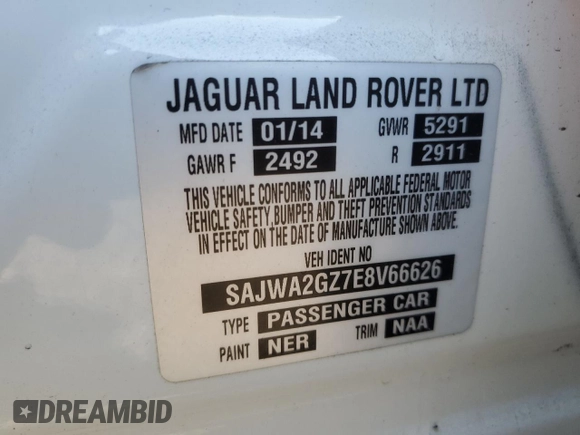 JAGUAR LAND ROVER LTD
MFD DATE 01/14 GVWR 5291
GAWR F 2492 R 2911
THIS VEHICLE CONFORMS TO ALL APPLICABLE FEDERAL MOTOR
VEHICLE SAFETY, BUMPER AND THEFT PREVENTION STANDARDS
IN EFFECT ON THE DATE OF MANUFACTURE SHOWN ABOVE.
VEH IDENT NO
SAJWA2GZ7E8V66626
TYPE PASSENGER CAR
PAINT NER TRIM NAA
DREAMBID